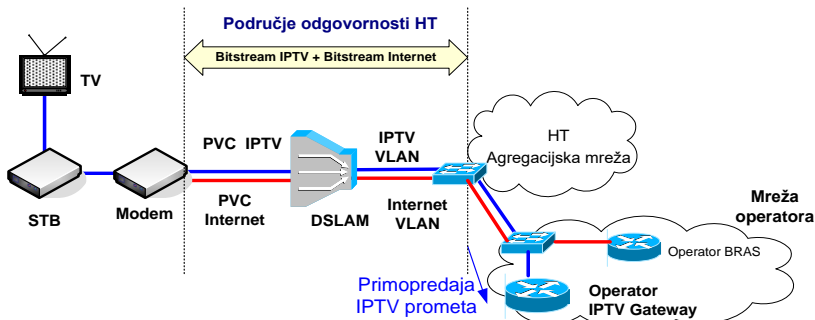 Područje odgovornosti HT
Bitstream IPTV + Bitstream Internet
TV
PVC IPTV
IPTV
VLAN
HT
Agregacijska mreža
STB
Modem
PVC
Internet
DSLAM
Internet
VLAN
Mreža
operatora
Operator BRAS
Primopredaja
IPTV prometa
Operator
IPTV Gateway